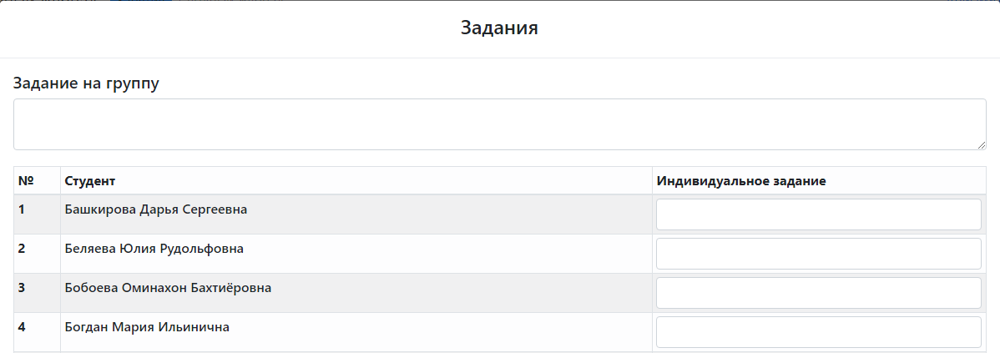 Задания
Задание на группу
№ Студент Индивидуальное задание
1 Башкирова Дарья Сергеевна
2 Беляева Юлия Рудольфовна
3 Бобоева Оминахон Бахтиёровна
4 Богдан Мария Ильинична